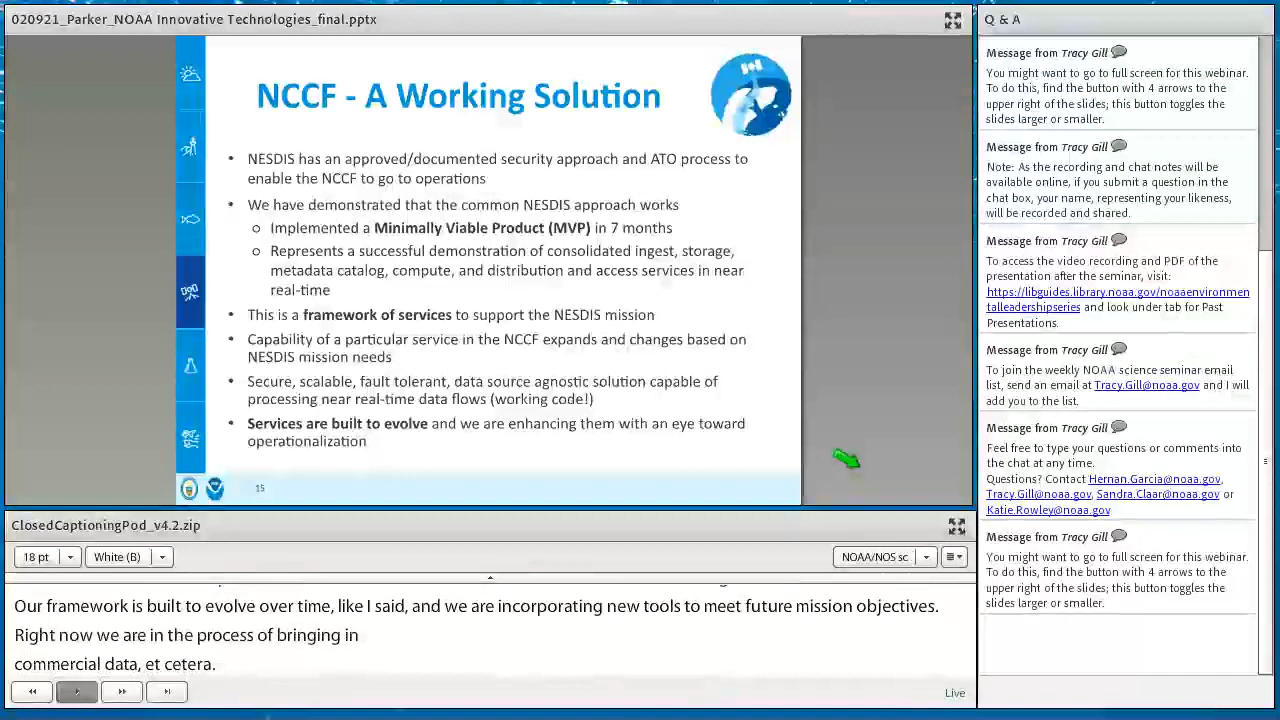 020921_Parker_NOAA Innovative Technologies_final.pptx
NCCF - A Working Solution
• NESDIS has an approved/documented security approach and ATO process to
enable the NCCF to go to operations
• We have demonstrated that the common NESDIS approach works
○ Implemented a Minimally Viable Product (MVP) in 7 months
○ Represents a successful demonstration of consolidated ingest, storage,
metadata catalog, compute, and distribution and access services in near
real-time
• This is a framework of services to support the NESDIS mission
• Capability of a particular service in the NCCF expands and changes based on
NESDIS mission needs
• Secure, scalable, fault tolerant, data source agnostic solution capable of
processing near real-time data flows (working code!)
• Services are built to evolve and we are enhancing them with an eye toward
operationalization
15
ClosedCaptioningPod_v4.2.zip
18 pt
White (B)
NOAA/NOS sc
Our framework is built to evolve over time, like I said, and we are incorporating new tools to meet future mission objectives.
Right now we are in the process of bringing in
commercial data, et cetera.
Live
Q & A
Message from Tracy Gill
You might want to go to full screen for this webinar.
To do this, find the button with 4 arrows to the
upper right of the slides; this button toggles the
slides larger or smaller.
Message from Tracy Gill
Note: As the recording and chat notes will be
available online, if you submit a question in the
chat box, your name, representing your likeness,
will be recorded and shared.
Message from Tracy Gill
To access the video recording and PDF of the
presentation after the seminar, visit:
https://libguides.library.noaa.gov/noaaenvironmen
talleadershipseries and look under tab for Past
Presentations.
Message from Tracy Gill
To join the weekly NOAA science seminar email
list, send an email at Tracy.Gill@noaa.gov and I will
add you to the list.
Message from Tracy Gill
Feel free to type your questions or comments into
the chat at any time.
Questions? Contact Hernan.Garcia@noaa.gov,
Tracy.Gill@noaa.gov, Sandra.Claar@noaa.gov or
Katie.Rowley@noaa.gov
Message from Tracy Gill
You might want to go to full screen for this webinar.
To do this, find the button with 4 arrows to the
upper right of the slides; this button toggles the
slides larger or smaller.